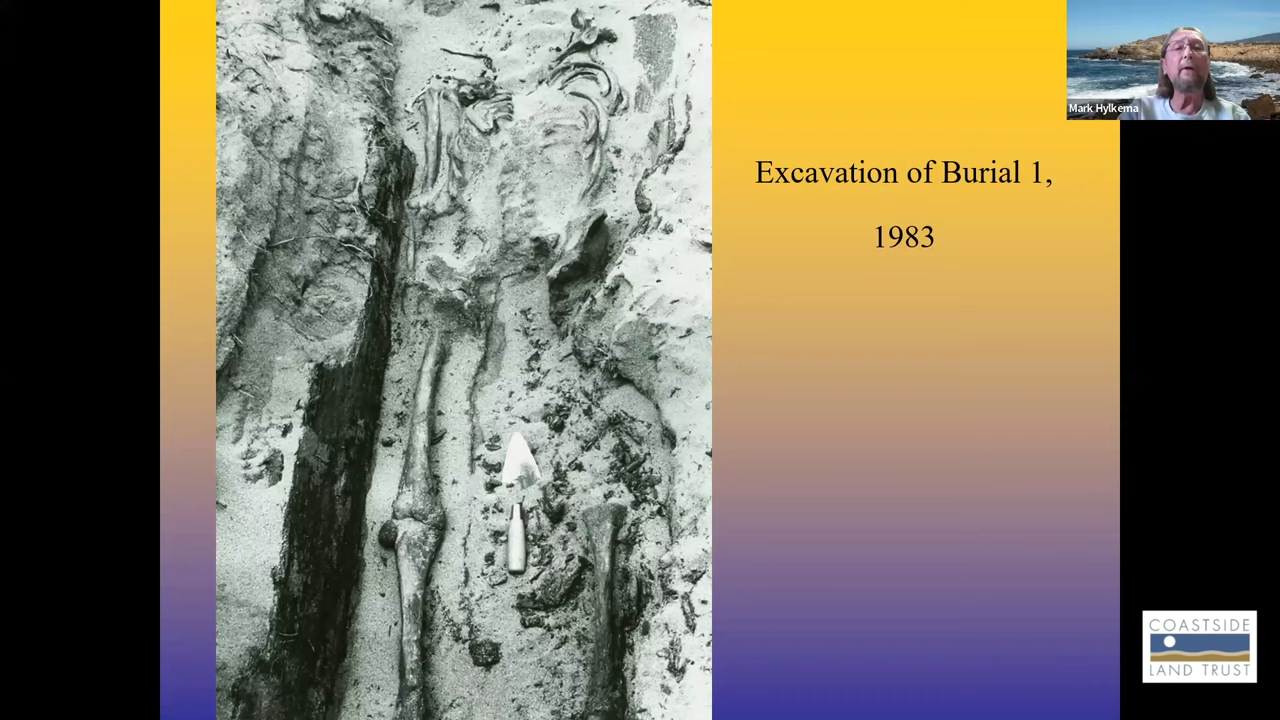 Mark Hylkema
Excavation of Burial 1,
1983
COASTSIDE
LAND TRUST